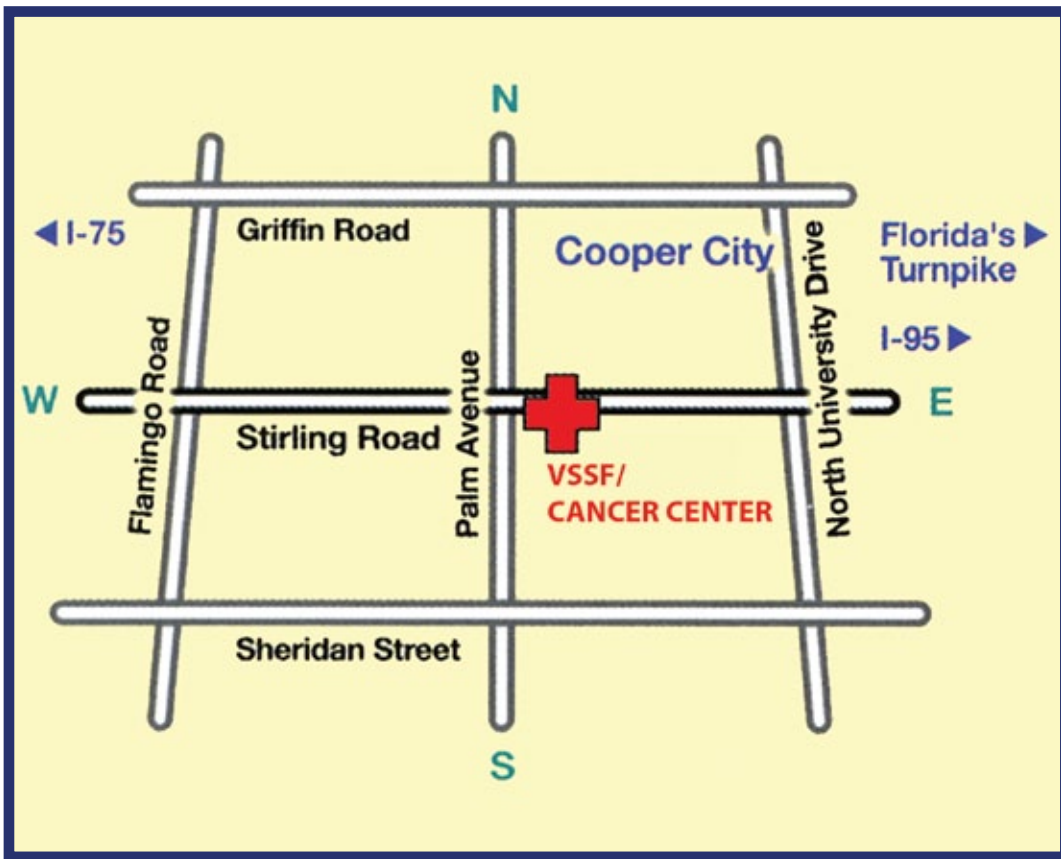 N
◀ I-75
Griffin Road
Cooper City
Florida's ▶
Turnpike
I-95 ▶
North University Drive
Flamingo Road
W
E
Palm Avenue
Stirling Road
VSSF/
CANCER CENTER
Sheridan Street
S